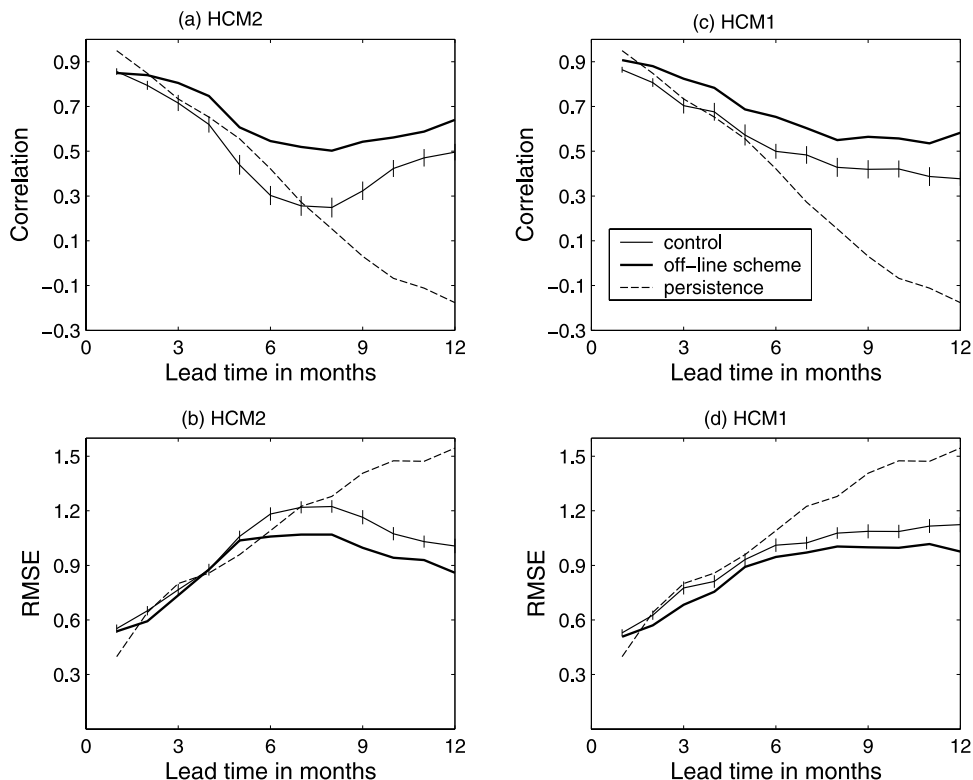 (a) HCM2
0.9
0.7
0.5
0.3
0.1
−0.1
−0.3
Correlation
0 3 6 9 12
Lead time in months
(c) HCM1
0.9
0.7
0.5
0.3
0.1
−0.1
−0.3
Correlation
control
off−line scheme
persistence
0 3 6 9 12
Lead time in months
(b) HCM2
1.5
1.2
0.9
0.6
0.3
RMSE
0 3 6 9 12
Lead time in months
(d) HCM1
1.5
1.2
0.9
0.6
0.3
RMSE
0 3 6 9 12
Lead time in months